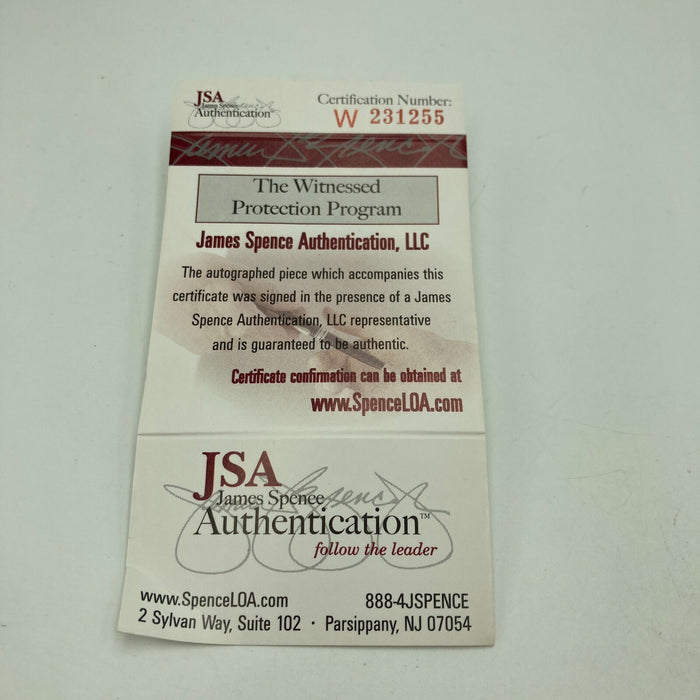 JSA
James Spence
Authentication
Certification Number:
W 231255
James Spence
The Witnessed
Protection Program
James Spence Authentication, LLC
The autographed piece which accompanies this
certificate was signed in the presence of a James
Spence Authentication, LLC representative
and is guaranteed to be authentic.
Certificate confirmation can be obtained at
www.SpenceLOA.com
JSA
James Spence
Authentication™
follow the leader
www.SpenceLOA.com
888-4JSPENCE
2 Sylvan Way, Suite 102 · Parsippany, NJ 07054